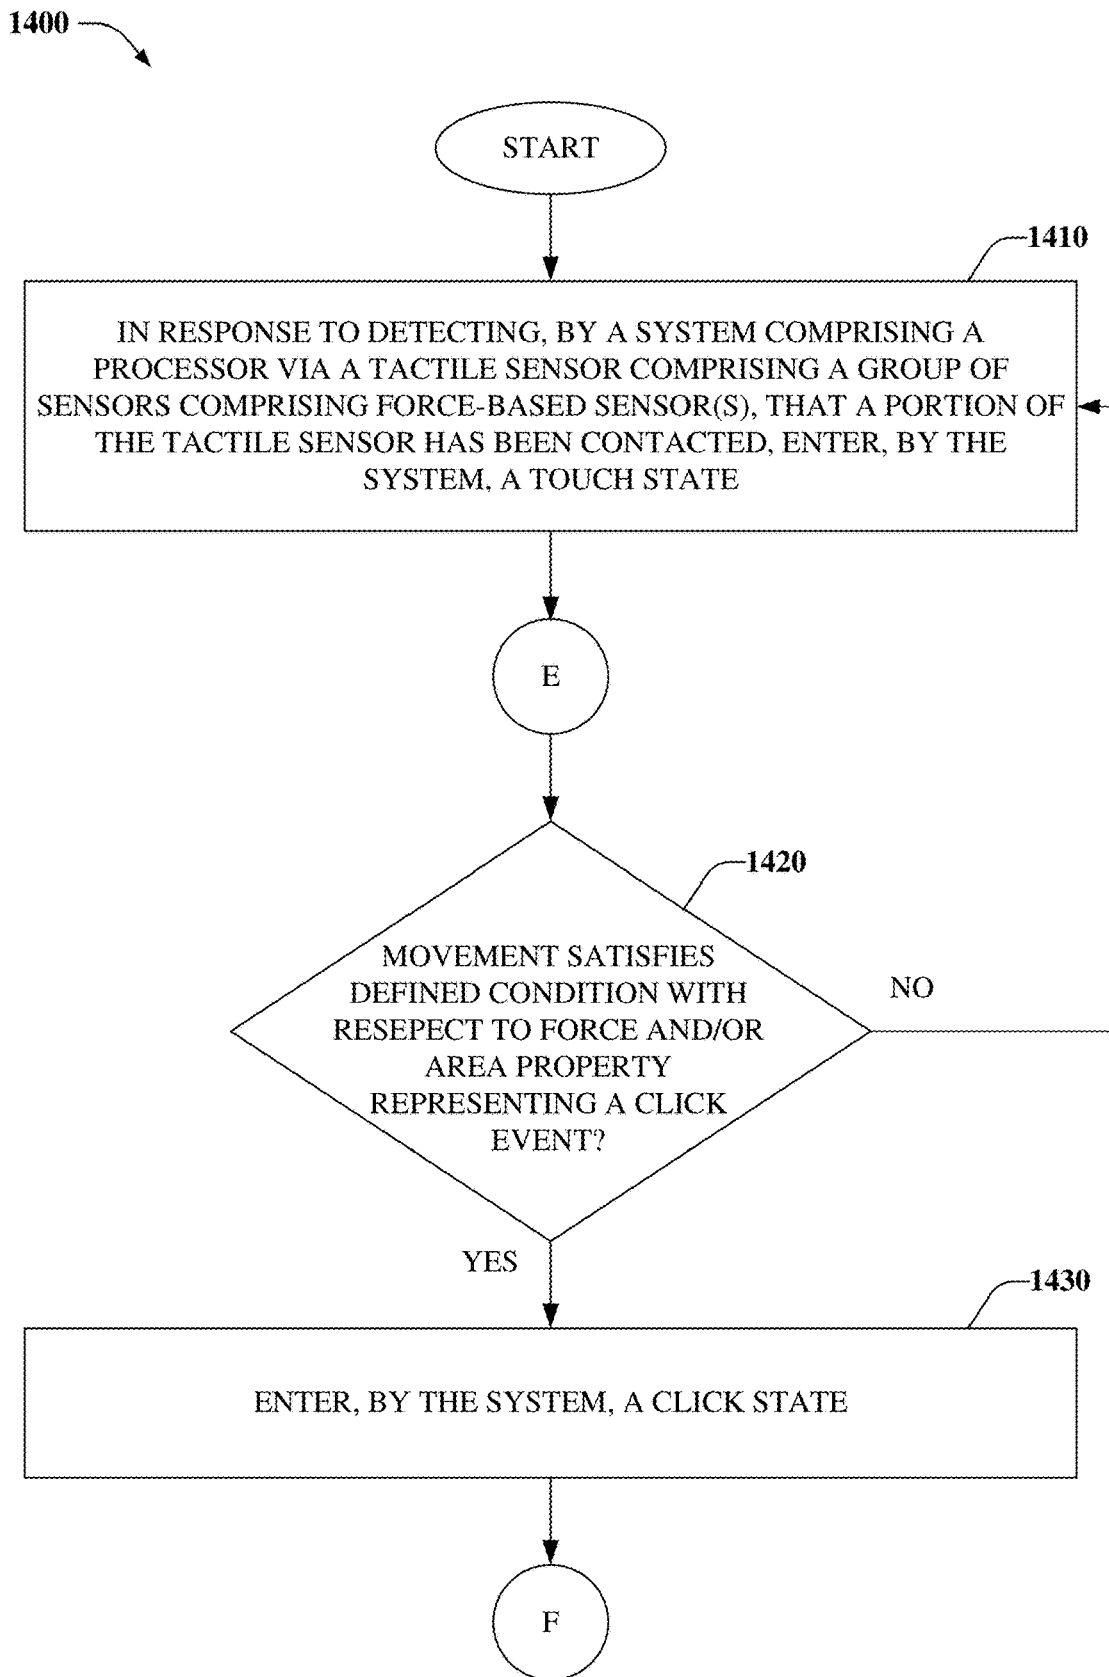 1400
START
1410
IN RESPONSE TO DETECTING, BY A SYSTEM COMPRISING A
PROCESSOR VIA A TACTILE SENSOR COMPRISING A GROUP OF
SENSORS COMPRISING FORCE-BASED SENSOR(S), THAT A PORTION OF
THE TACTILE SENSOR HAS BEEN CONTACTED, ENTER, BY THE
SYSTEM, A TOUCH STATE
E
1420
MOVEMENT SATISFIES
DEFINED CONDITION WITH
RESEPECT TO FORCE AND/OR
AREA PROPERTY
REPRESENTING A CLICK
EVENT?
NO
YES
1430
ENTER, BY THE SYSTEM, A CLICK STATE
F